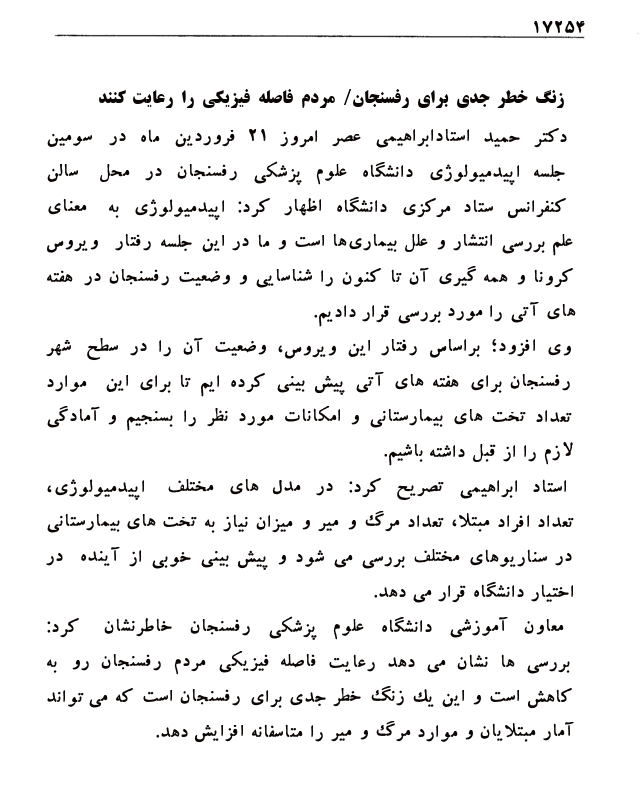 ۱۷۲۵۴
زنگ خطر جدی برای رفسنجان/ مردم فاصله فیزیکی را رعایت کنند
دکتر حمید استادابراهیمی عصر امروز ۲۱ فروردین ماه در سومین
جلسه اپیدمیولوژی دانشگاه علوم پزشکی رفسنجان در محل سالن
کنفرانس ستاد مرکزی دانشگاه اظهار کرد: اپیدمیولوژی به معنای
علم بررسی انتشار و علل بیماری‌ها است و ما در این جلسه رفتار ویروس
کرونا و همه گیری آن تا کنون را شناسایی و وضعیت رفسنجان در هفته
های آتی را مورد بررسی قرار دادیم.
وی افزود؛ براساس رفتار این ویروس، وضعیت آن را در سطح شهر
رفسنجان برای هفته های آتی پیش بینی کرده ایم تا برای این موارد
تعداد تخت های بیمارستانی و امکانات مورد نظر را بسنجیم و آمادگی
لازم را از قبل داشته باشیم.
استاد ابراهیمی تصریح کرد: در مدل های مختلف اپیدمیولوژی،
تعداد افراد مبتلا، تعداد مرگ و میر و میزان نیاز به تخت های بیمارستانی
در سناریوهای مختلف بررسی می شود و پیش بینی خوبی از آینده در
اختیار دانشگاه قرار می دهد.
معاون آموزشی دانشگاه علوم پزشکی رفسنجان خاطرنشان کرد:
بررسی ها نشان می دهد رعایت فاصله فیزیکی مردم رفسنجان رو به
کاهش است و این یك زنگ خطر جدی برای رفسنجان است که می تواند
آمار مبتلایان و موارد مرگ و میر را متاسفانه افزایش دهد.